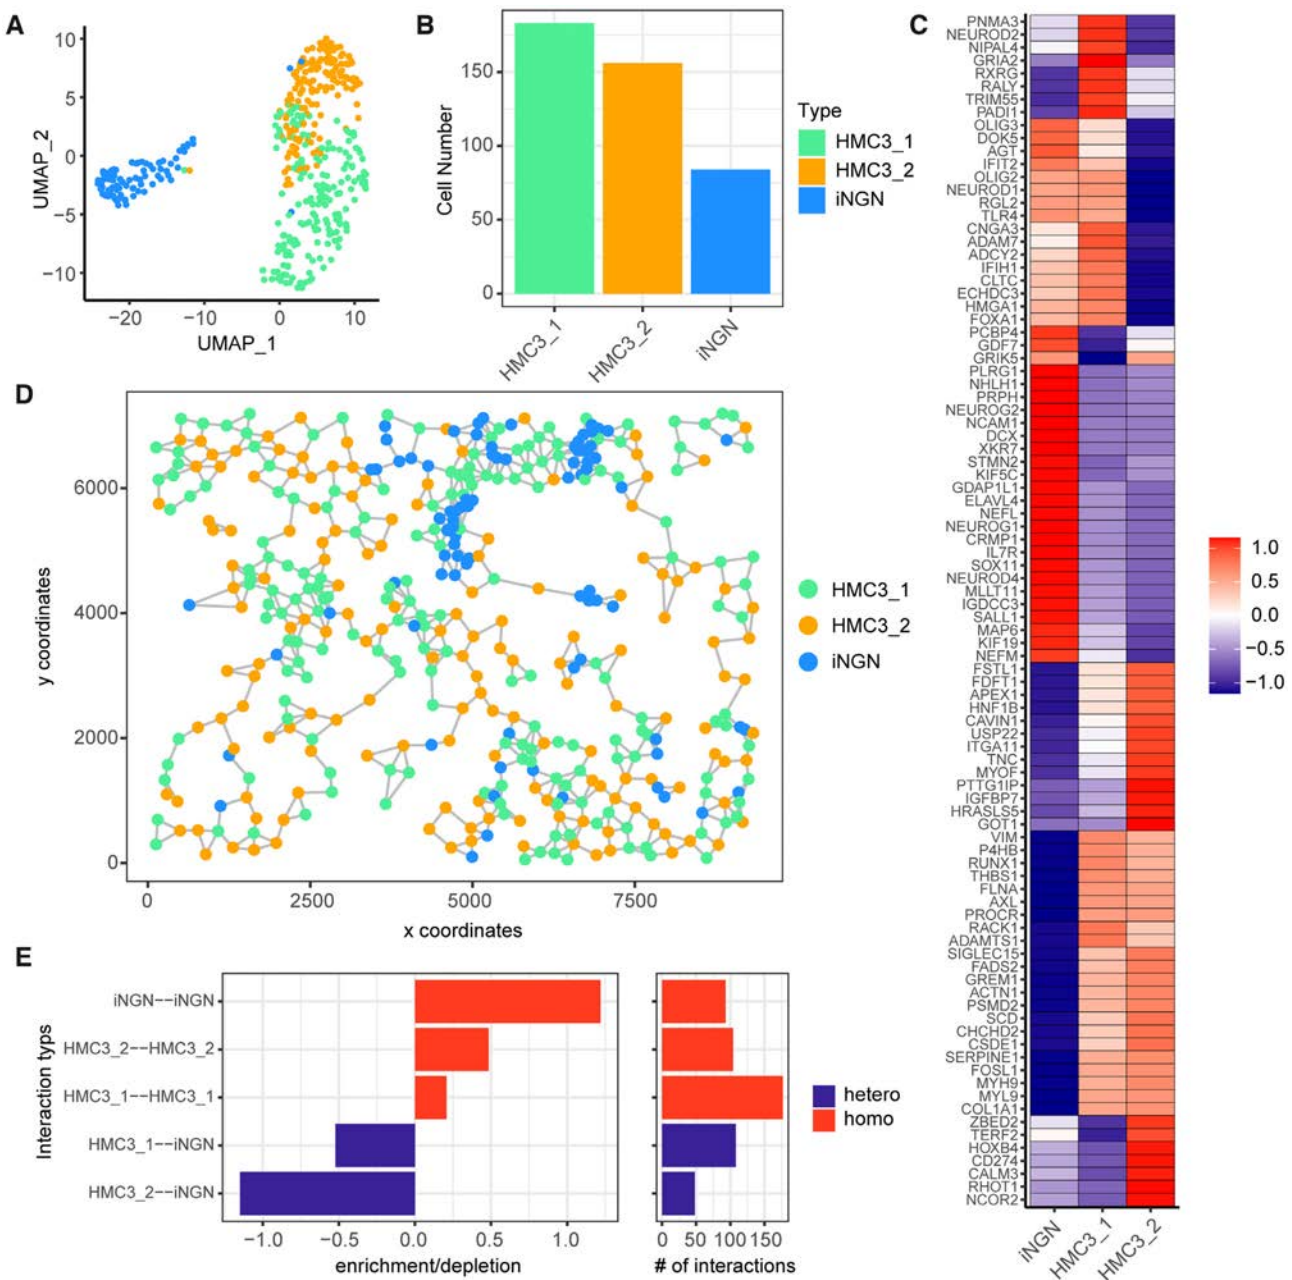 A
10
5
0
−5
−10
UMAP_2
−20
−10
0
10
UMAP_1
B
150
100
50
0
Cell Number
HMC3_1
HMC3_2
iNGN
Type
HMC3_1
HMC3_2
iNGN
C
PNMA3
NEUROD2
NIPAL4
GRIA2
RXRG
RALY
TRIM55
PADI1
OLIG3
DOK5
AGT
IFIT2
OLIG2
NEUROD1
RGL2
TLR4
CNGA3
ADAM7
ADCY2
IFIH1
CLTC
ECHDC3
HMGA1
FOXA1
PCBP4
GDF7
GRIK5
PLRG1
NHLH1
PRPH
NEUROG2
NCAM1
DCX
XKR7
STMN2
KIF5C
GDAP1L1
ELAVL4
NEFL
NEUROG1
CRMP1
IL7R
SOX11
NEUROD4
MLLT11
IGDCC3
SALL1
MAP6
KIF19
NEFM
FSTL1
FDFT1
APEX1
HNF1B
CAVIN1
USP22
ITGA11
TNC
MYOF
PTTG1IP
IGFBP7
HRASLS5
GOT1
VIM
P4HB
RUNX1
THBS1
FLNA
AXL
PROCR
RACK1
ADAMTS1
SIGLEC15
FADS2
GREM1
ACTN1
PSMD2
SCD
CHCHD2
CSDE1
SERPINE1
FOSL1
MYH9
MYL9
COL1A1
ZBED2
TERF2
HOXB4
CD274
CALM3
RHOT1
NCOR2
iNGN
HMC3_1
HMC3_2
1.0
0.5
0.0
−0.5
−1.0
D
6000
4000
2000
0
y coordinates
0
2500
5000
7500
x coordinates
HMC3_1
HMC3_2
iNGN
E
Interaction typs
iNGN−−iNGN
HMC3_2−−HMC3_2
HMC3_1−−HMC3_1
HMC3_1−−iNGN
HMC3_2−−iNGN
−1.0
−0.5
0.0
0.5
1.0
enrichment/depletion
0
50
100
150
# of interactions
hetero
homo